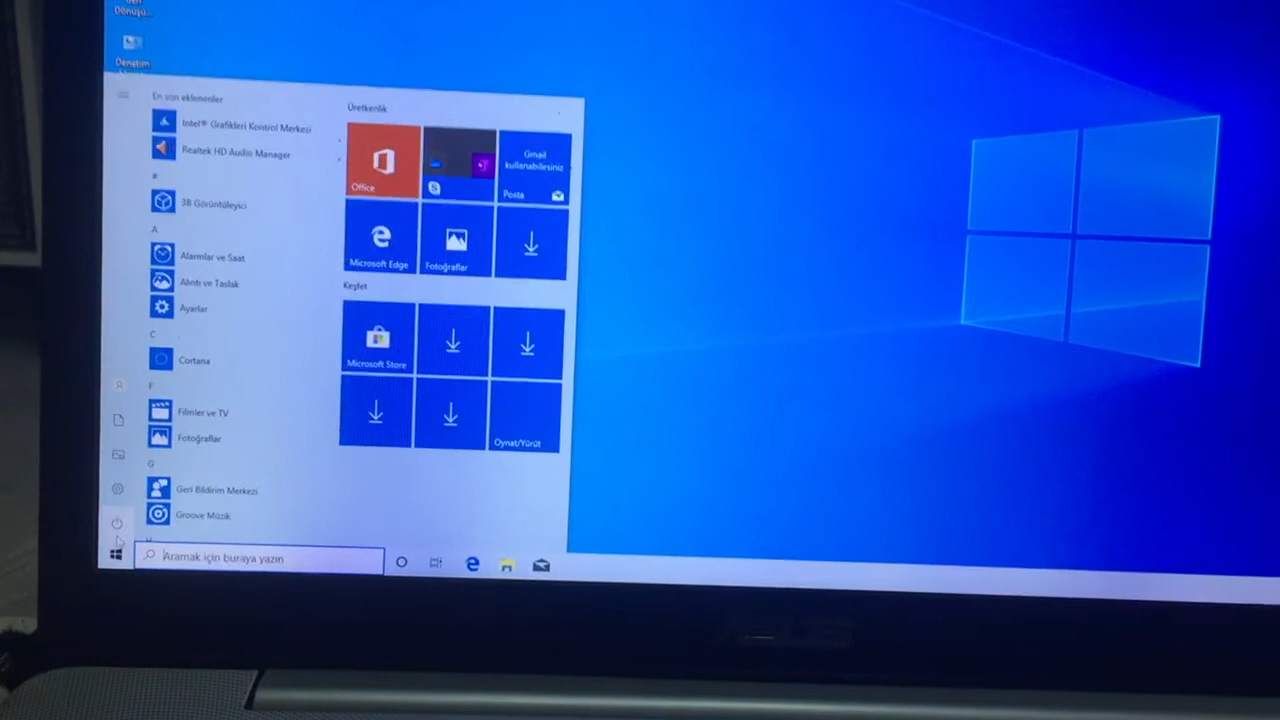 Dönüşü...
Denetim
En son eklenenler
Intel® Grafikleri Kontrol Merkezi
Realtek HD Audio Manager
#
3B Görüntüleyici
A
Alarmlar ve Saat
Alıntı ve Taslak
Ayarlar
C
Cortana
F
Filmler ve TV
Fotoğraflar
G
Geri Bildirim Merkezi
Groove Müzik
H
Üretkenlik
Office
Gmail
kullanabilirsiniz
Posta
Microsoft Edge
Fotoğraflar
Keşfet
Microsoft Store
Oynat/Yürüt
Aramak için buraya yazın